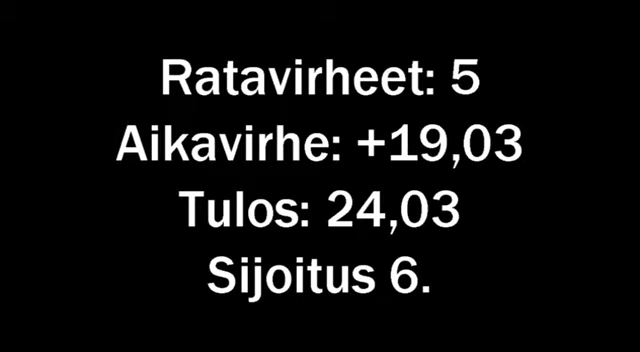 Ratavirheet: 5
Aikavirhe: +19,03
Tulos: 24,03
Sijoitus 6.